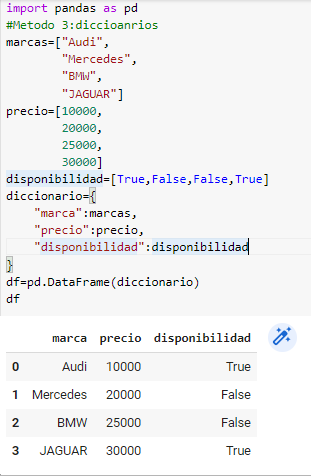 import pandas as pd
#Metodo 3:diccioanrios
marcas=["Audi",
"Mercedes",
"BMW",
"JAGUAR"]
precio=[10000,
20000,
25000,
30000]
disponibilidad=[True,False,False,True]
diccionario={
"marca":marcas,
"precio":precio,
"disponibilidad":disponibilidad
}
df=pd.DataFrame(diccionario)
df
marca precio disponibilidad
0 Audi 10000 True
1 Mercedes 20000 False
2 BMW 25000 False
3 JAGUAR 30000 True